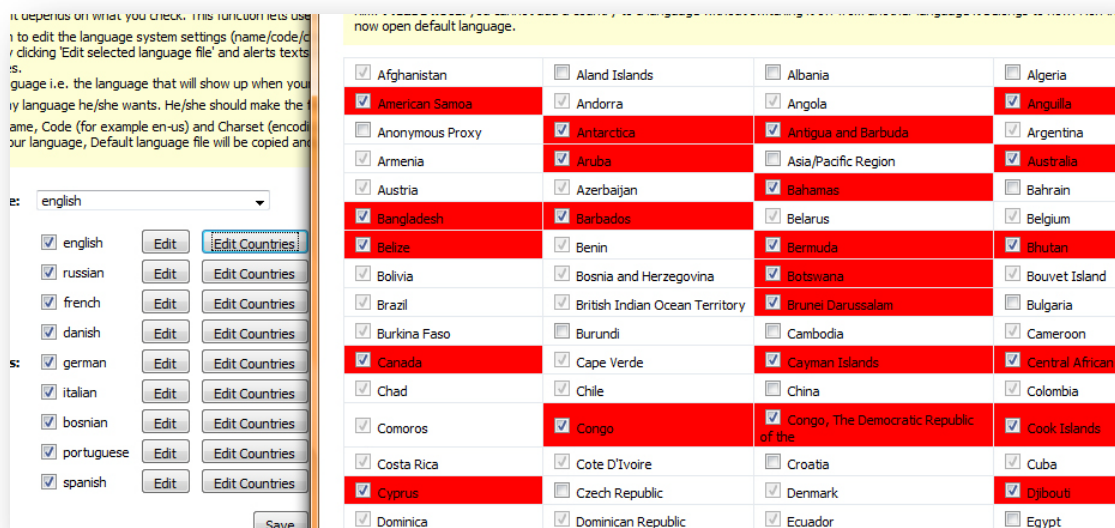 it depends on what you check. This function lets use
n to edit the language system settings (name/code/c
y clicking 'Edit selected language file' and alerts texts
es.
guage i.e. the language that will show up when your
ny language he/she wants. He/she should make the f
ame, Code (for example en-us) and Charset (encodi
our language, Default language file will be copied and
e: english
english Edit Edit Countries
russian Edit Edit Countries
french Edit Edit Countries
danish Edit Edit Countries
s: german Edit Edit Countries
italian Edit Edit Countries
bosnian Edit Edit Countries
portuguese Edit Edit Countries
spanish Edit Edit Countries
Save
now open default language.
Afghanistan Aland Islands Albania Algeria
American Samoa Andorra Angola Anguilla
Anonymous Proxy Antarctica Antigua and Barbuda Argentina
Armenia Aruba Asia/Pacific Region Australia
Austria Azerbaijan Bahamas Bahrain
Bangladesh Barbados Belarus Belgium
Belize Benin Bermuda Bhutan
Bolivia Bosnia and Herzegovina Botswana Bouvet Island
Brazil British Indian Ocean Territory Brunei Darussalam Bulgaria
Burkina Faso Burundi Cambodia Cameroon
Canada Cape Verde Cayman Islands Central African
Chad Chile China Colombia
Comoros Congo Congo, The Democratic Republic
of the Cook Islands
Costa Rica Cote D'Ivoire Croatia Cuba
Cyprus Czech Republic Denmark Djibouti
Dominica Dominican Republic Ecuador Egypt